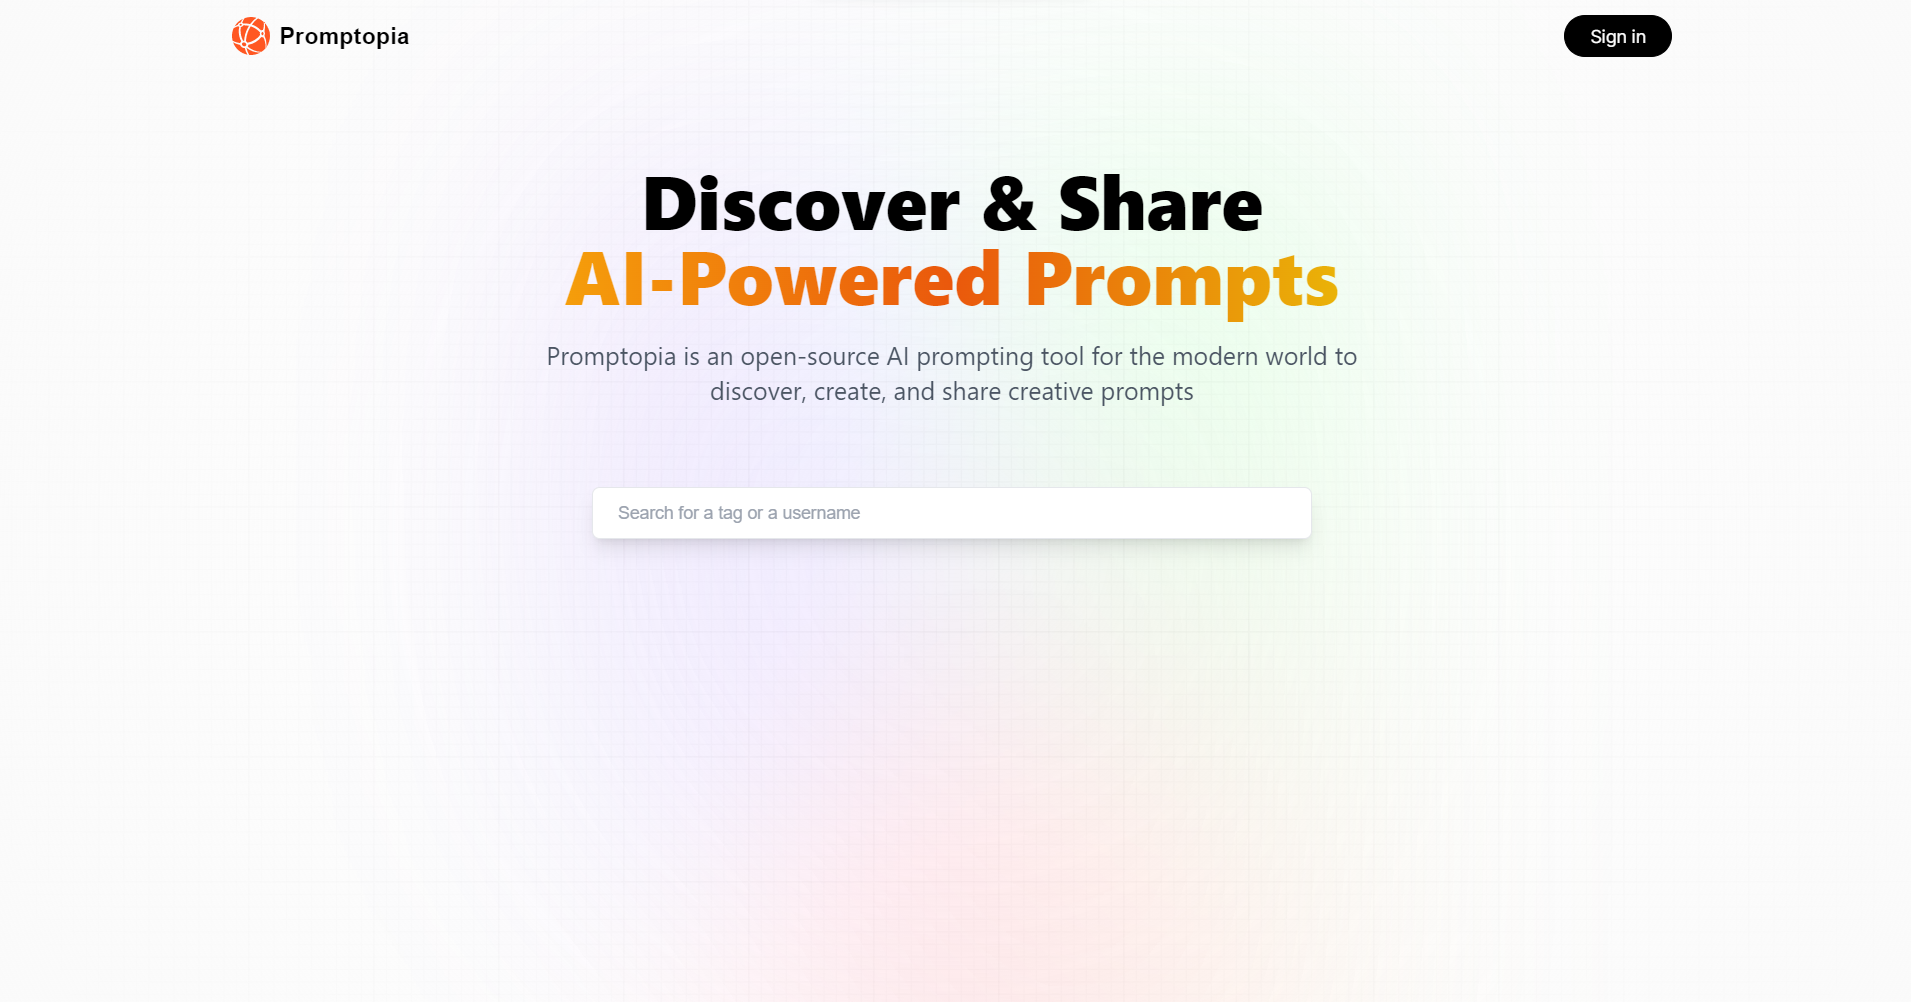 Promptopia
Sign in
Discover & Share
AI-Powered Prompts
Promptopia is an open-source AI prompting tool for the modern world to
discover, create, and share creative prompts
Search for a tag or a username